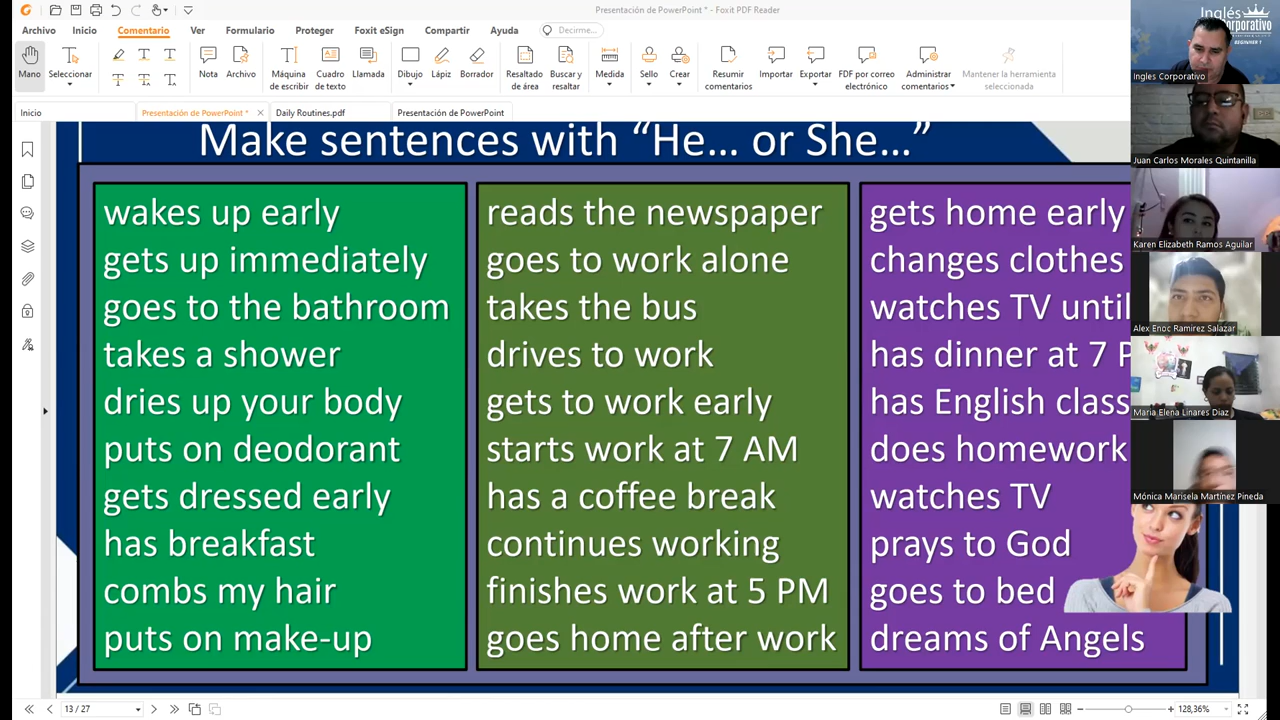 Presentación de PowerPoint * - Foxit PDF Reader
Archivo Inicio Comentario Ver Formulario Proteger Foxit eSign Compartir Ayuda Decirme...
Mano Seleccionar Nota Archivo Máquina de escribir Cuadro de texto Llamada Dibujo Lápiz Borrador Resaltado de área Buscar y resaltar Medida Sello Crear Resumir comentarios Importar Exportar PDF por correo electrónico Administrar comentarios Mantener la herramienta seleccionada
Inicio Presentación de PowerPoint * Daily Routines.pdf Presentación de PowerPoint
Make sentences with “He... or She...”
wakes up early
gets up immediately
goes to the bathroom
takes a shower
dries up your body
puts on deodorant
gets dressed early
has breakfast
combs my hair
puts on make-up
reads the newspaper
goes to work alone
takes the bus
drives to work
gets to work early
starts work at 7 AM
has a coffee break
continues working
finishes work at 5 PM
goes home after work
gets home early
changes clothes
watches TV until
has dinner at 7 P
has English class
does homework
watches TV
prays to God
goes to bed
dreams of Angels
Inglés
Corporativo
BEGINNER 1
Ingles Corporativo
Juan Carlos Morales Quintanilla
Karen Elizabeth Ramos Aguilar
Alex Enoc Ramirez Salazar
Maria Elena Linares Diaz
Mónica Marisela Martínez Pineda
13 / 27
128,36%